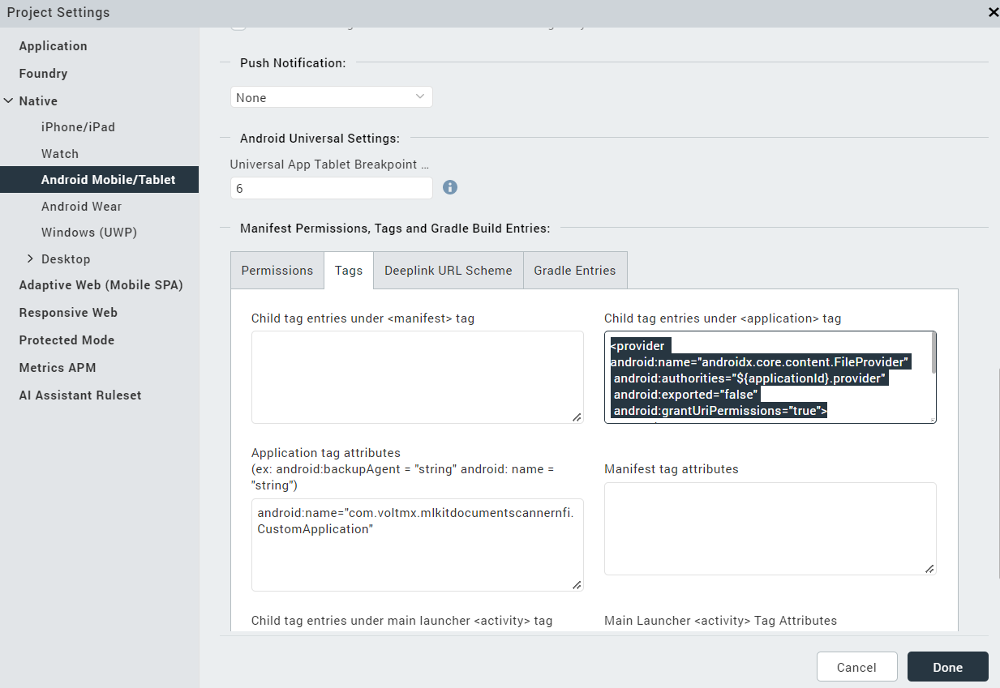 Project Settings
Application
Foundry
Native
iPhone/iPad
Watch
Android Mobile/Tablet
Android Wear
Windows (UWP)
Desktop
Adaptive Web (Mobile SPA)
Responsive Web
Protected Mode
Metrics APM
AI Assistant Ruleset
Push Notification:
None
Android Universal Settings:
Universal App Tablet Breakpoint ...
6
Manifest Permissions, Tags and Gradle Build Entries:
Permissions
Tags
Deeplink URL Scheme
Gradle Entries
Child tag entries under <manifest> tag
Child tag entries under <application> tag
<provider
android:name="androidx.core.content.FileProvider"
android:authorities="${applicationId}.provider"
android:exported="false"
android:grantUriPermissions="true">
Application tag attributes
(ex: android:backupAgent = "string" android: name =
"string")
android:name="com.voltmx.mlkitdocumentscannernfi.
CustomApplication"
Manifest tag attributes
Child tag entries under main launcher <activity> tag
Main Launcher <activity> Tag Attributes
Cancel
Done